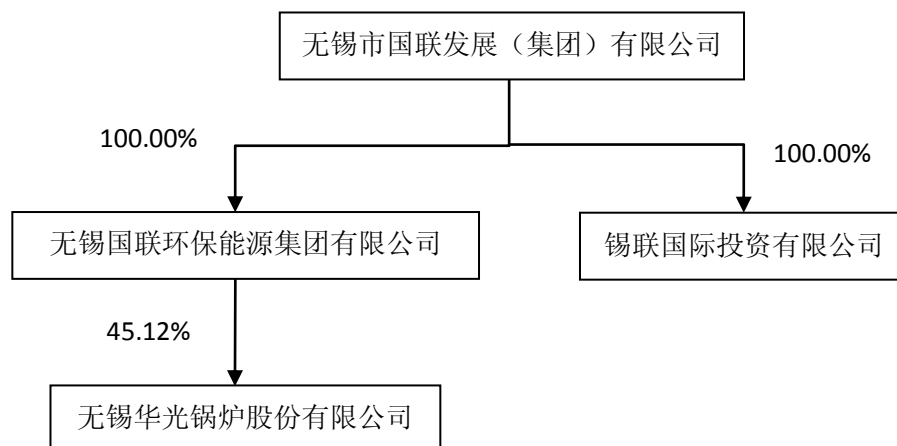 无锡市国联发展（集团）有限公司
100.00%
100.00%
无锡国联环保能源集团有限公司
锡联国际投资有限公司
45.12%
无锡华光锅炉股份有限公司